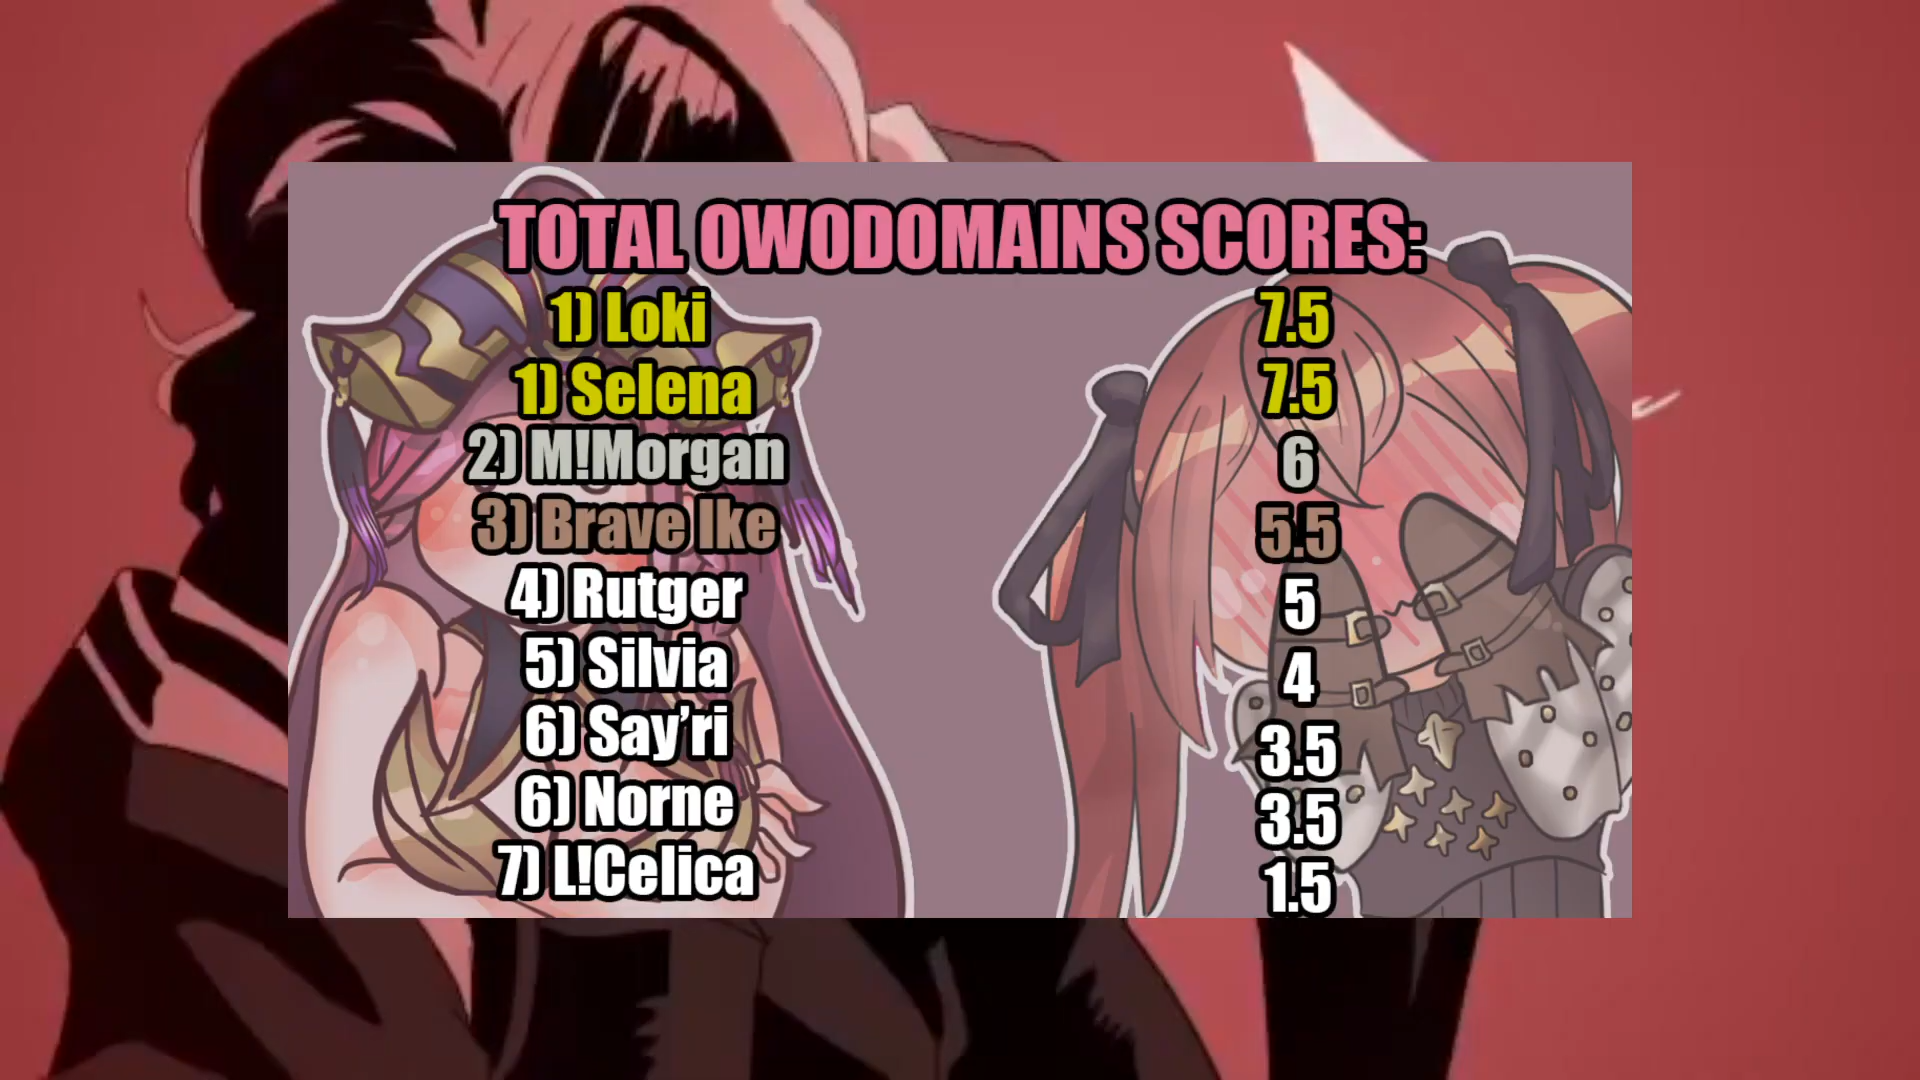 TOTAL OWODOMAINS SCORES:
1) Loki 7.5
1) Selena 7.5
2) M!Morgan 6
3) Brave Ike 5.5
4) Rutger 5
5) Silvia 4
6) Say'ri 3.5
6) Norne 3.5
7) L!Celica 1.5